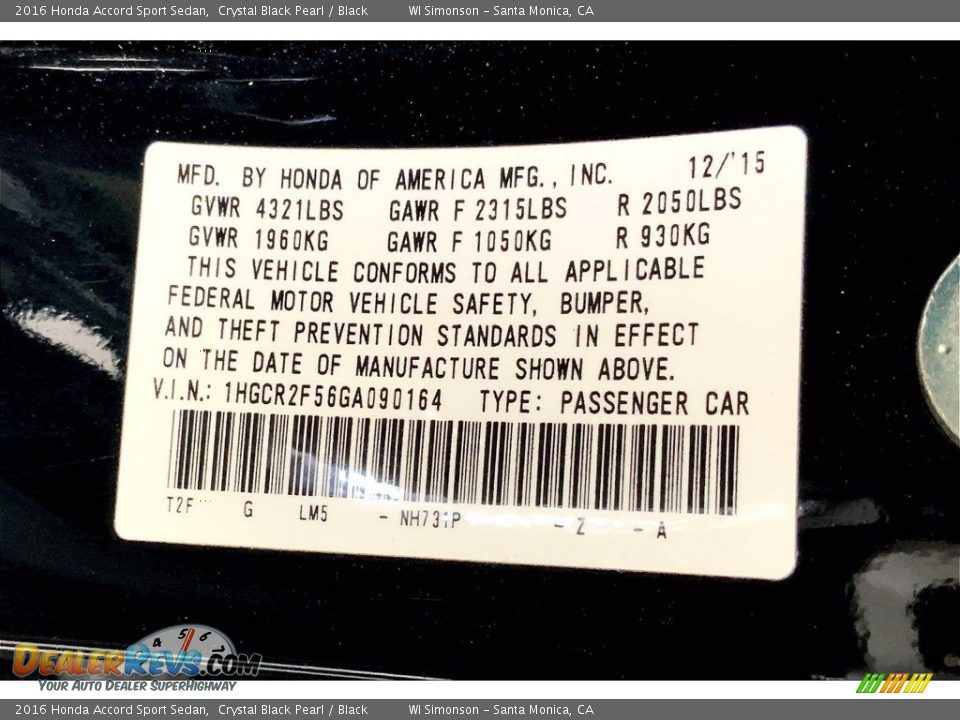 2016 Honda Accord Sport Sedan, Crystal Black Pearl / Black WI Simonson - Santa Monica, CA
MFD. BY HONDA OF AMERICA MFG., INC. 12/'15
GVWR 4321LBS GAWR F 2315LBS R 2050LBS
GVWR 1960KG GAWR F 1050KG R 930KG
THIS VEHICLE CONFORMS TO ALL APPLICABLE
FEDERAL MOTOR VEHICLE SAFETY, BUMPER,
AND THEFT PREVENTION STANDARDS IN EFFECT
ON THE DATE OF MANUFACTURE SHOWN ABOVE.
V.I.N.: 1HGCR2F56GA090164 TYPE: PASSENGER CAR
T2F G LM5 - NH731P - Z - A
4 5 6
DEALERREVS.COM
YOUR AUTO DEALER SUPERHIGHWAY
2016 Honda Accord Sport Sedan, Crystal Black Pearl / Black WI Simonson - Santa Monica, CA